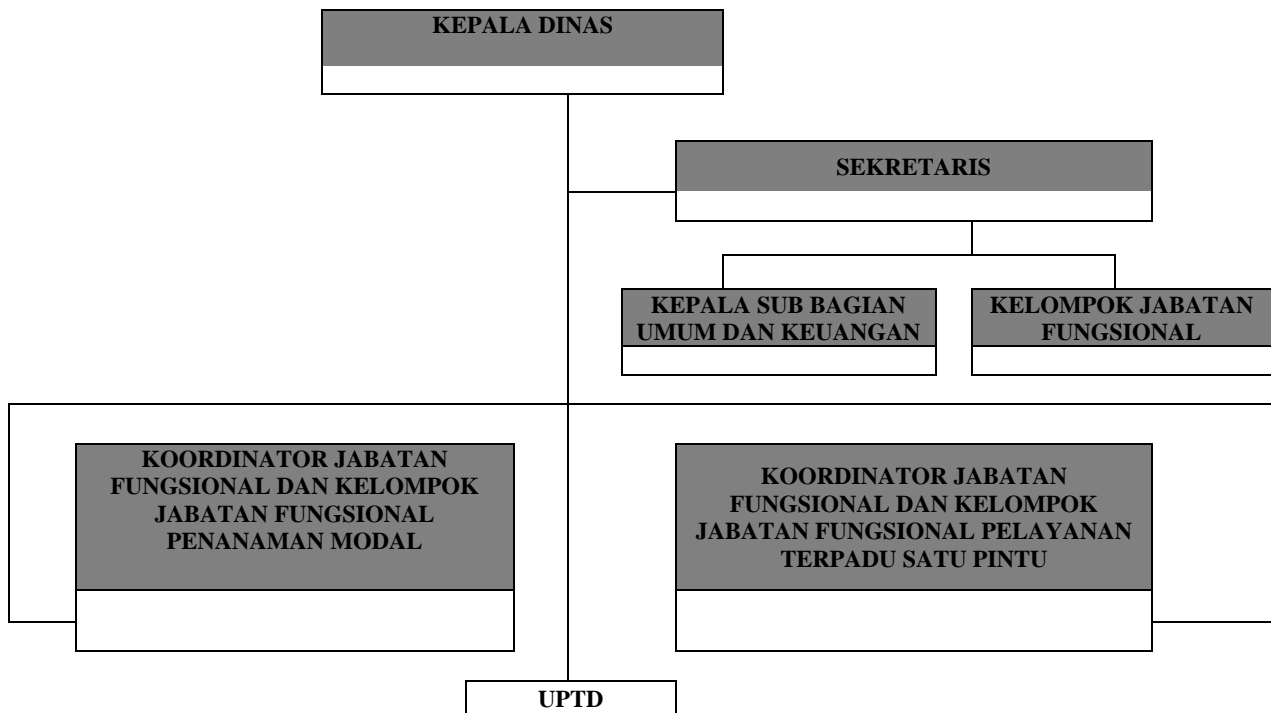 KEPALA DINAS
SEKRETARIS
KEPALA SUB BAGIAN
UMUM DAN KEUANGAN
KELOMPOK JABATAN
FUNGSIONAL
KOORDINATOR JABATAN
FUNGSIONAL DAN KELOMPOK
JABATAN FUNGSIONAL
PENANAMAN MODAL
KOORDINATOR JABATAN
FUNGSIONAL DAN KELOMPOK
JABATAN FUNGSIONAL PELAYANAN
TERPADU SATU PINTU
UPTD